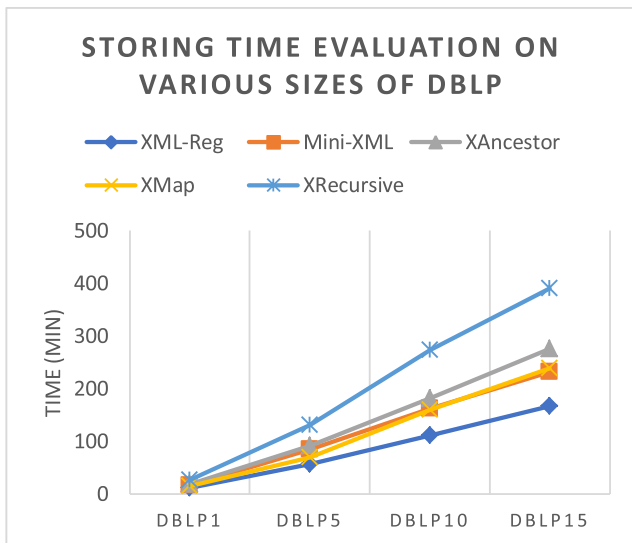 STORING TIME EVALUATION ON
VARIOUS SIZES OF DBLP
XML-Reg Mini-XML XAncestor
XMap XRecursive
500
400
300
200
100
0
TIME (MIN)
DBLP1 DBLP5 DBLP10 DBLP15